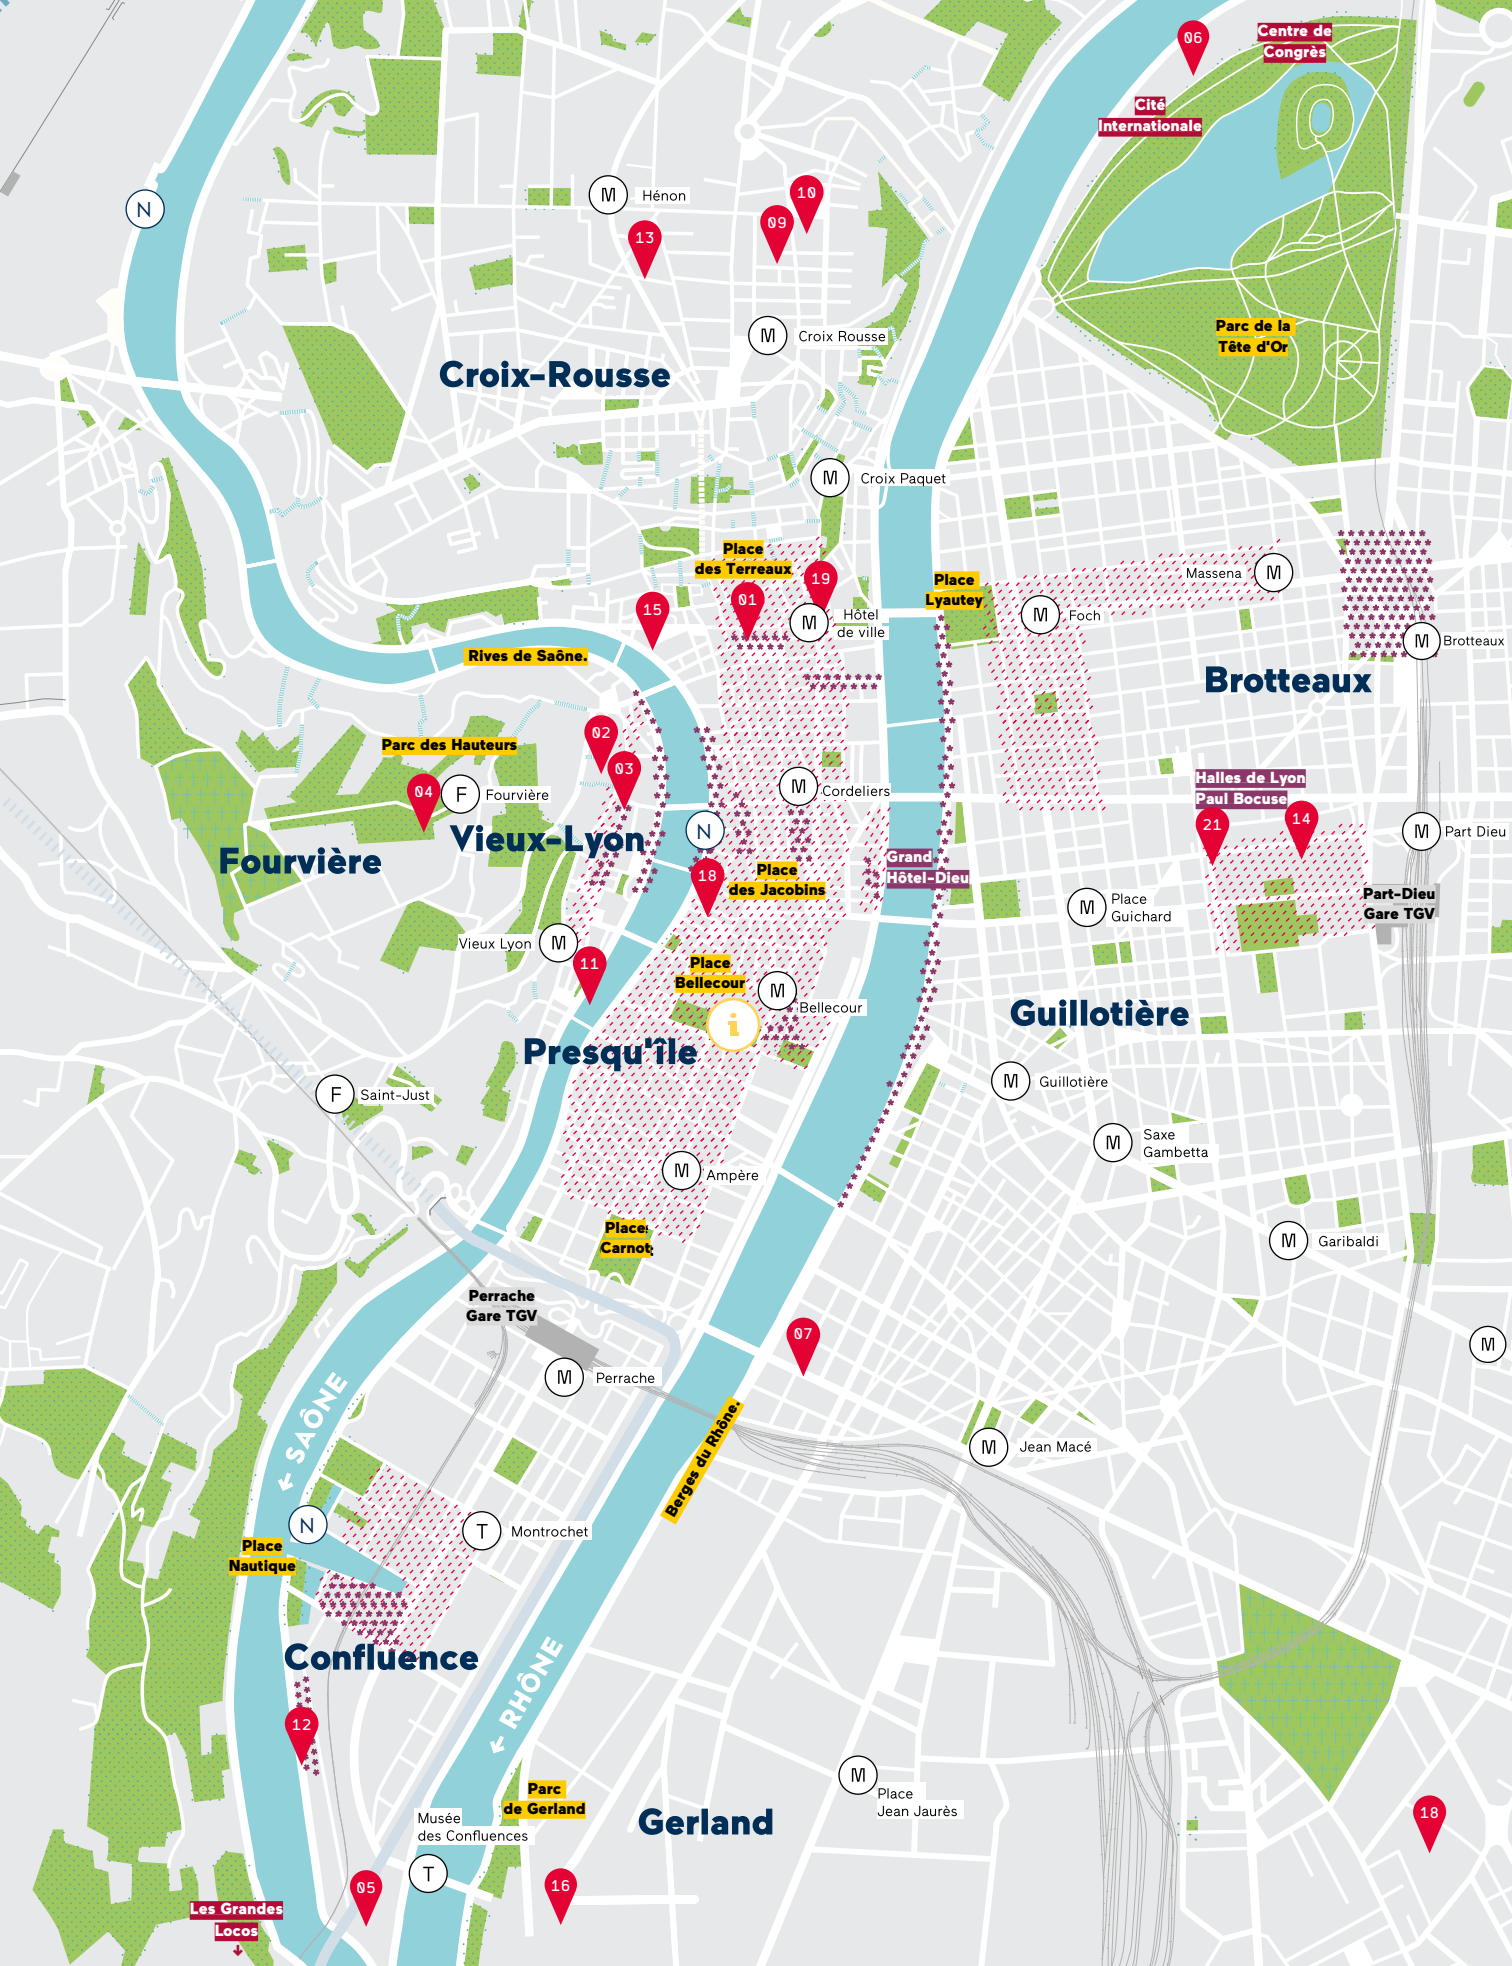 06
Centre de
Congrès
Cité
Internationale
N
M
Hénon
10
09
13
M
Croix Rousse
Parc de la
Tête d'Or
Croix-Rousse
M
Croix Paquet
Place
des Terreaux
19
01
15
M
Hôtel
de ville
Place
Lyautey
Massena
M
M
Foch
M
Brotteaux
Rives de Saône.
Brotteaux
02
03
Parc des Hauteurs
04
F
Fourvière
M
Cordeliers
Halles de Lyon
Paul Bocuse
21
14
M
Part Dieu
N
Vieux-Lyon
Fourvière
18
Place
des Jacobins
Grand
Hôtel-Dieu
Part-Dieu
Gare TGV
M
Place
Guichard
Vieux Lyon
M
11
Place
Bellecour
M
Bellecour
i
Guillotière
Presqu'île
F
Saint-Just
M
Guillotière
M
Saxe
Gambetta
M
Ampère
Place
Carnot
M
Garibaldi
Perrache
Gare TGV
07
M
M
Perrache
← SAÔNE
Berges du Rhône.
M
Jean Macé
N
T
Montrochet
Place
Nautique
Confluence
← RHÔNE
12
M
Place
Jean Jaurès
Parc
de Gerland
Gerland
18
Musée
des Confluences
T
05
16
Les Grandes
Locos
↓